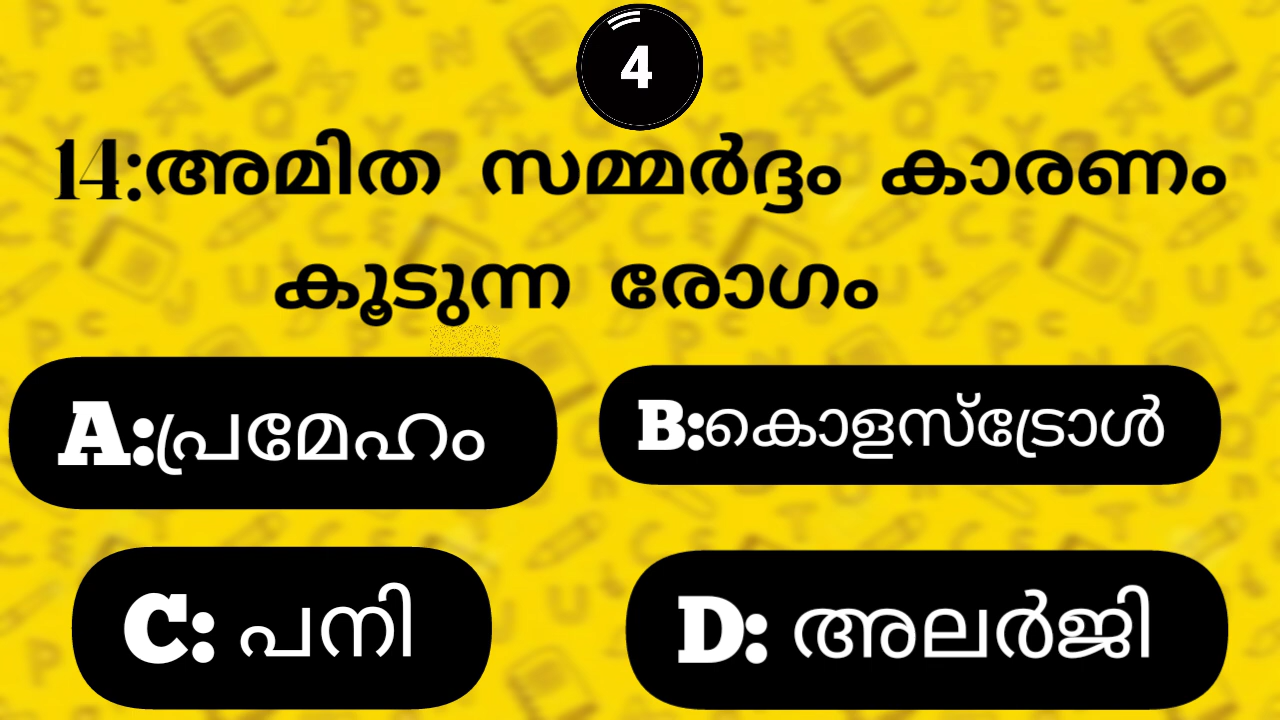 4
14:അമിത സമ്മർദ്ദം കാരണം
കൂടുന്ന രോഗം
A:പ്രമേഹം
B:കൊളസ്ട്രോൾ
C: പനി
D: അലർജി